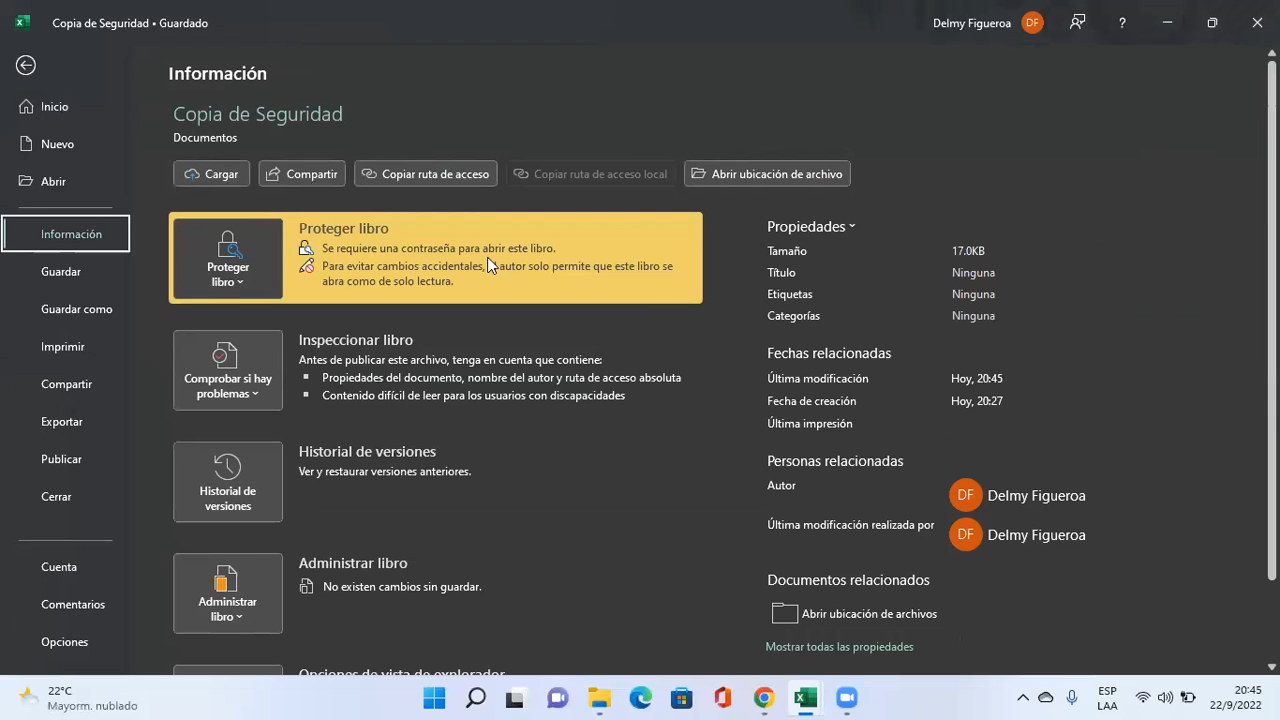 Copia de Seguridad • Guardado
Delmy Figueroa
DF
?
Información
Copia de Seguridad
Documentos
Inicio
Nuevo
Abrir
Información
Guardar
Guardar como
Imprimir
Compartir
Exportar
Publicar
Cerrar
Cuenta
Comentarios
Opciones
Cargar
Compartir
Copiar ruta de acceso
Copiar ruta de acceso local
Abrir ubicación de archivo
Proteger
libro
Proteger libro
Se requiere una contraseña para abrir este libro.
Para evitar cambios accidentales, autor solo permite que este libro se
abra como de solo lectura.
Comprobar si hay
problemas
Inspeccionar libro
Antes de publicar este archivo, tenga en cuenta que contiene:
Propiedades del documento, nombre del autor y ruta de acceso absoluta
Contenido difícil de leer para los usuarios con discapacidades
Historial de
versiones
Historial de versiones
Ver y restaurar versiones anteriores.
Administrar
libro
Administrar libro
No existen cambios sin guardar.
Opciones de vista de explorador
Propiedades
Tamaño 17.0KB
Título Ninguna
Etiquetas Ninguna
Categorías Ninguna
Fechas relacionadas
Última modificación Hoy, 20:45
Fecha de creación Hoy, 20:27
Última impresión
Personas relacionadas
Autor
DF Delmy Figueroa
Última modificación realizada por
DF Delmy Figueroa
Documentos relacionados
Abrir ubicación de archivos
Mostrar todas las propiedades
22°C
Mayorm. nublado
ESP
LAA
20:45
22/9/2022